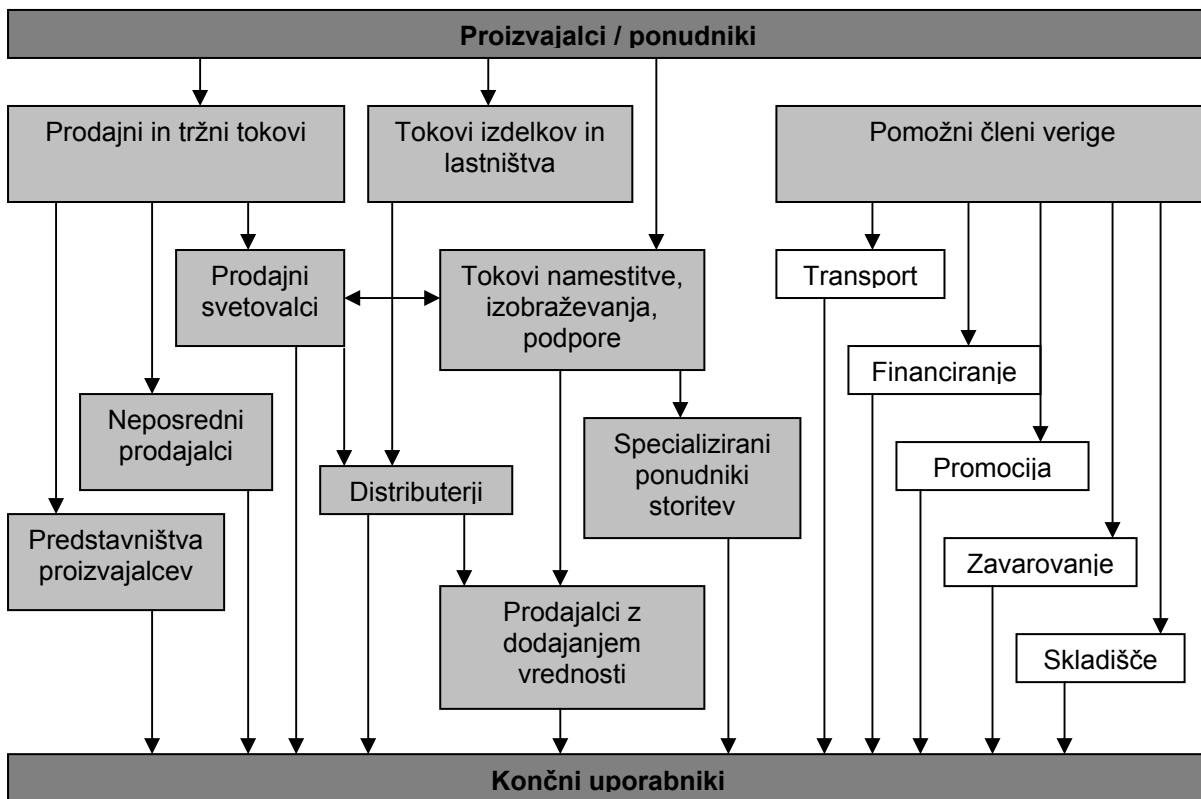 Proizvajalci / ponudniki
Prodajni in tržni tokovi
Tokovi izdelkov in
lastništva
Pomožni členi verige
Prodajni
svetovalci
Tokovi namestitve,
izobraževanja,
podpore
Transport
Financiranje
Neposredni
prodajalci
Specializirani
ponudniki
storitev
Promocija
Distributerji
Predstavništva
proizvajalcev
Zavarovanje
Prodajalci z
dodajanjem
vrednosti
Skladišče
Končni uporabniki